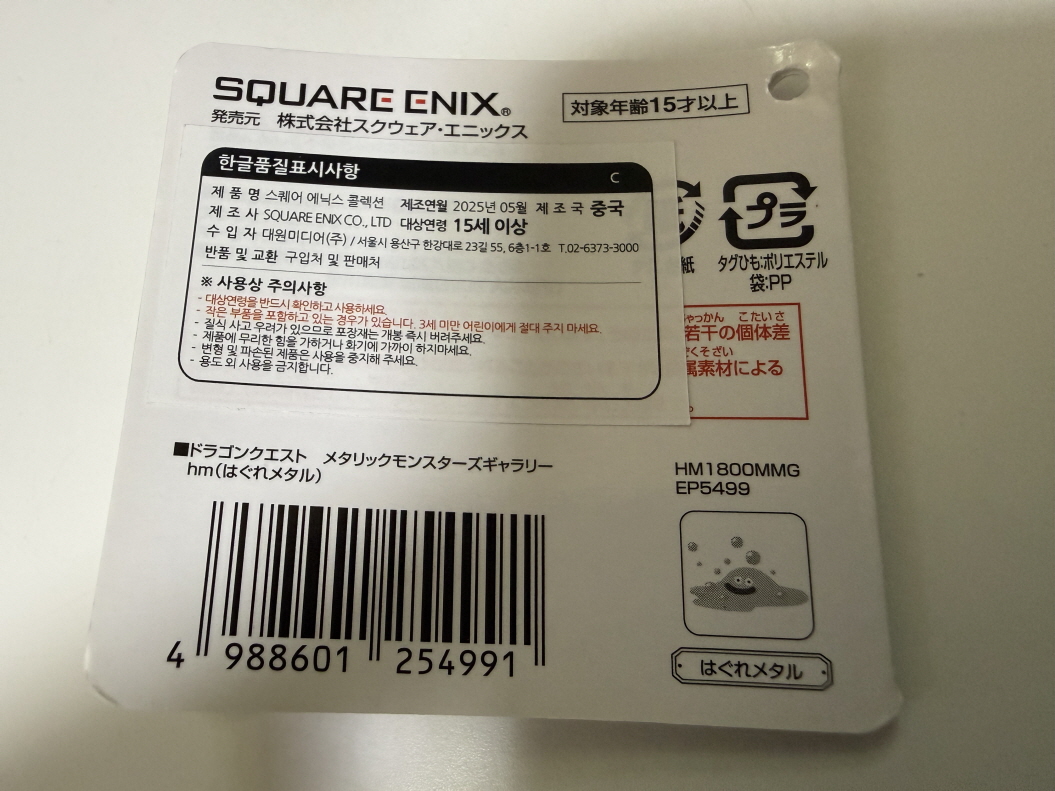 SQUARE ENIX®
発売元 株式会社スクウェア・エニックス
対象年齢15才以上
한글품질표시사항
C
제 품 명 스퀘어 에닉스 콜렉션 제조연월 2025년 05월 제 조 국 중국
제 조 사 SQUARE ENIX CO., LTD 대상연령 15세 이상
수 입 자 대원미디어(주) / 서울시 용산구 한강대로 23길 55, 6층1-1호 T.02-6373-3000
반품 및 교환 구입처 및 판매처
※ 사용상 주의사항
- 대상연령을 반드시 확인하고 사용하세요.
- 작은 부품을 포함하고 있는 경우가 있습니다. 3세 미만 어린이에게 절대 주지 마세요.
- 질식 사고 우려가 있으므로 포장재는 개봉 즉시 버려주세요.
- 제품에 무리한 힘을 가하거나 화기에 가까이 하지마세요.
- 변형 및 파손된 제품은 사용을 중지해 주세요.
- 용도 외 사용을 금지합니다.
プラ
紙
タグひも:ポリエステル
袋:PP
っかん こたいさ
若干の個体差
くそざい
属素材による
。
■ドラゴンクエスト メタリックモンスターズギャラリー
hm(はぐれメタル)
HM1800MMG
EP5499
4 988601 254991
はぐれメタル